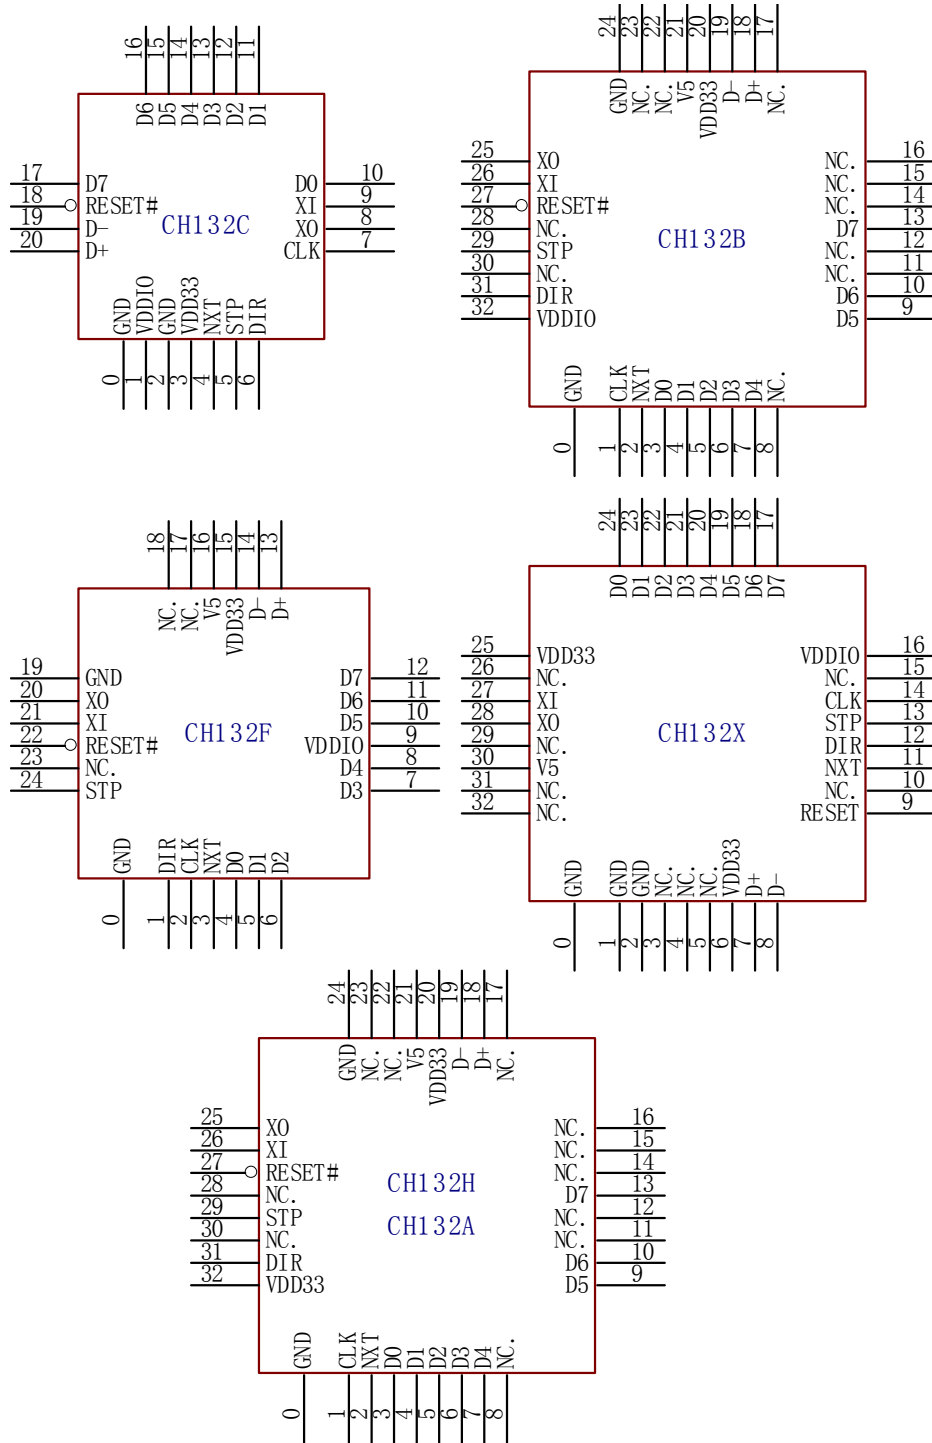 16 15 14 13 12 11
D6 D5 D4 D3 D2 D1
17 D7
18 RESET#
19 D-
20 D+
CH132C
D0 10
XI 9
XO 8
CLK 7
GND VDDIO GND VDD33 NXT STP DIR
0 1 2 3 4 5 6
24 23 22 21 20 19 18 17
GND NC. NC. V5 VDD33 D- D+ NC.
25 XO
26 XI
27 RESET#
28 NC.
29 STP
30 NC.
31 DIR
32 VDDIO
CH132B
NC. 16
NC. 15
NC. 14
D7 13
NC. 12
NC. 11
D6 10
D5 9
GND CLK NXT D0 D1 D2 D3 D4 NC.
0 1 2 3 4 5 6 7 8
18 17 16 15 14 13
NC. NC. V5 VDD33 D- D+
19 GND
20 XO
21 XI
22 RESET#
23 NC.
24 STP
CH132F
D7 12
D6 11
D5 10
VDDIO 9
D4 8
D3 7
GND DIR CLK NXT D0 D1 D2
0 1 2 3 4 5 6
24 23 22 21 20 19 18 17
D0 D1 D2 D3 D4 D5 D6 D7
25 VDD33
26 NC.
27 XI
28 XO
29 NC.
30 V5
31 NC.
32 NC.
CH132X
VDDIO 16
NC. 15
CLK 14
STP 13
DIR 12
NXT 11
NC. 10
RESET 9
GND GND GND NC. NC. NC. VDD33 D+ D-
0 1 2 3 4 5 6 7 8
24 23 22 21 20 19 18 17
GND NC. NC. V5 VDD33 D- D+ NC.
25 XO
26 XI
27 RESET#
28 NC.
29 STP
30 NC.
31 DIR
32 VDD33
CH132H
CH132A
NC. 16
NC. 15
NC. 14
D7 13
NC. 12
NC. 11
D6 10
D5 9
GND CLK NXT D0 D1 D2 D3 D4 NC.
0 1 2 3 4 5 6 7 8